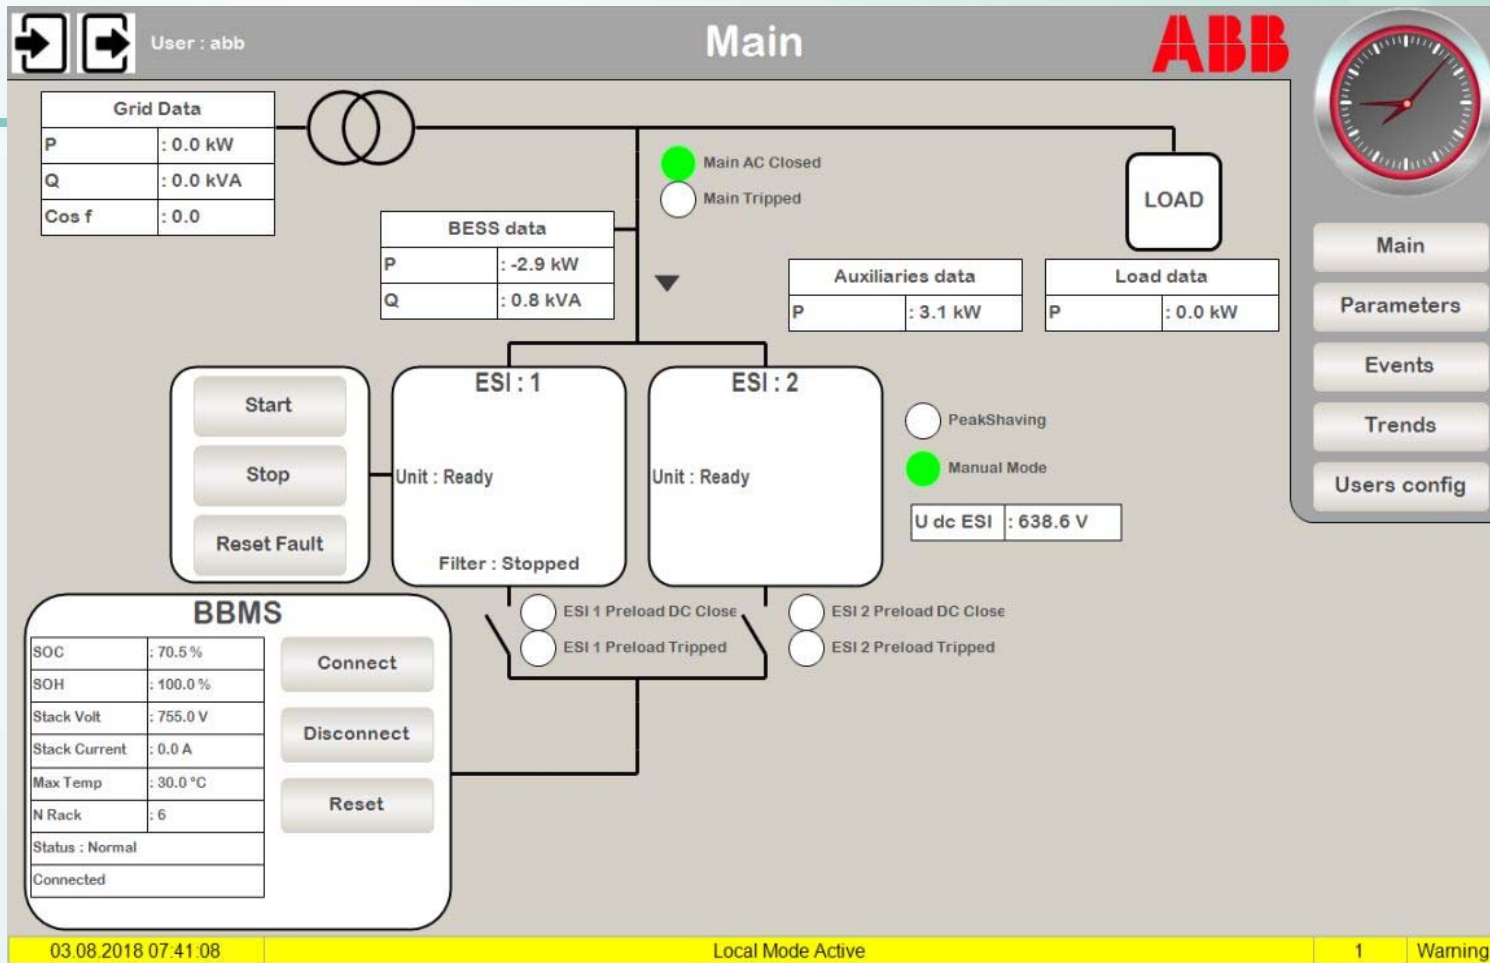 User : abb
Main
ABB
Grid Data
P : 0.0 kW
Q : 0.0 kVA
Cos f : 0.0
Main AC Closed
Main Tripped
LOAD
BESS data
P : -2.9 kW
Q : 0.8 kVA
Auxiliaries data
P : 3.1 kW
Load data
P : 0.0 kW
Main
Parameters
Events
Trends
Users config
Start
Stop
Reset Fault
ESI : 1
Unit : Ready
Filter : Stopped
ESI : 2
Unit : Ready
PeakShaving
Manual Mode
U dc ESI : 638.6 V
ESI 1 Preload DC Close
ESI 1 Preload Tripped
ESI 2 Preload DC Close
ESI 2 Preload Tripped
BBMS
SOC : 70.5 %
SOH : 100.0 %
Stack Volt : 755.0 V
Stack Current : 0.0 A
Max Temp : 30.0 °C
N Rack : 6
Status : Normal
Connected
Connect
Disconnect
Reset
03.08.2018 07:41:08 Local Mode Active 1 Warning